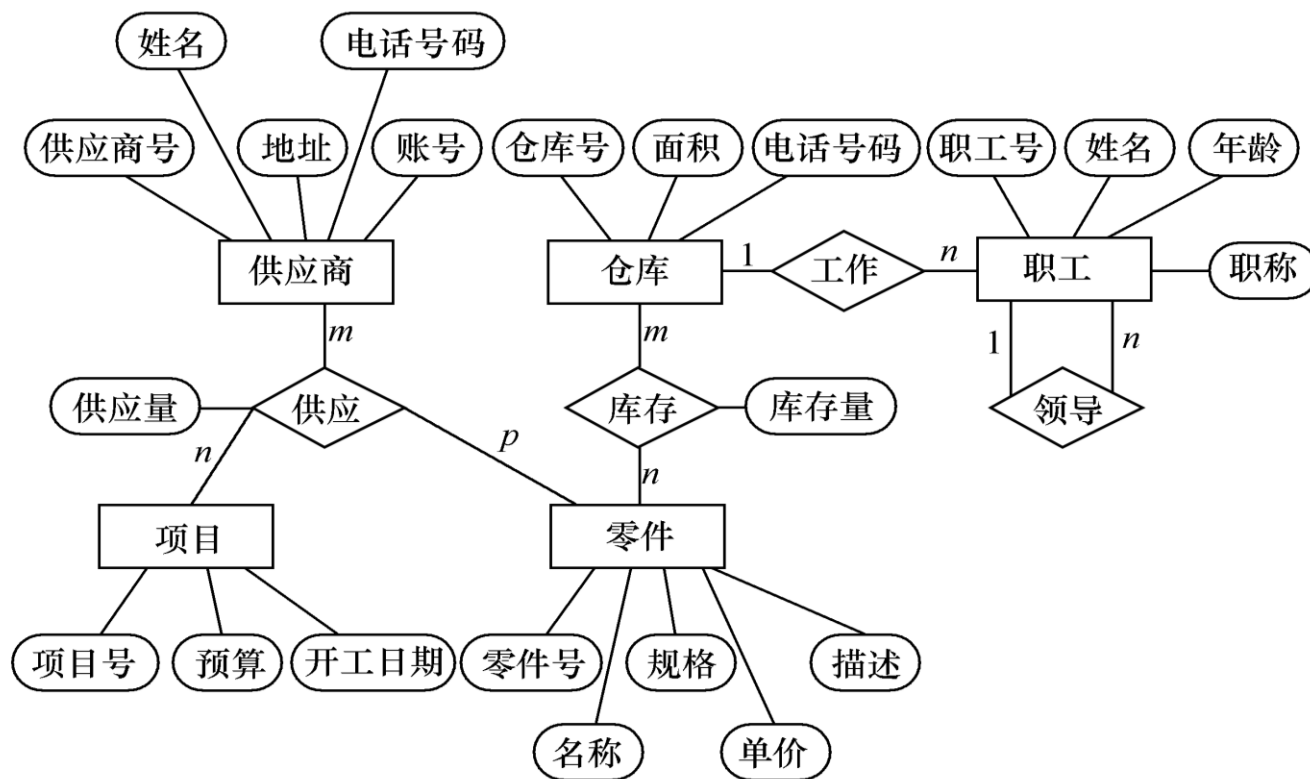 姓名 电话号码
供应商号 地址 账号 仓库号 面积 电话号码 职工号 姓名 年龄
供应商 仓库 1 工作 n 职工 职称
m m 1 n
供应量 供应 库存 库存量 领导
n p n
项目 零件
项目号 预算 开工日期 零件号 规格 描述
名称 单价